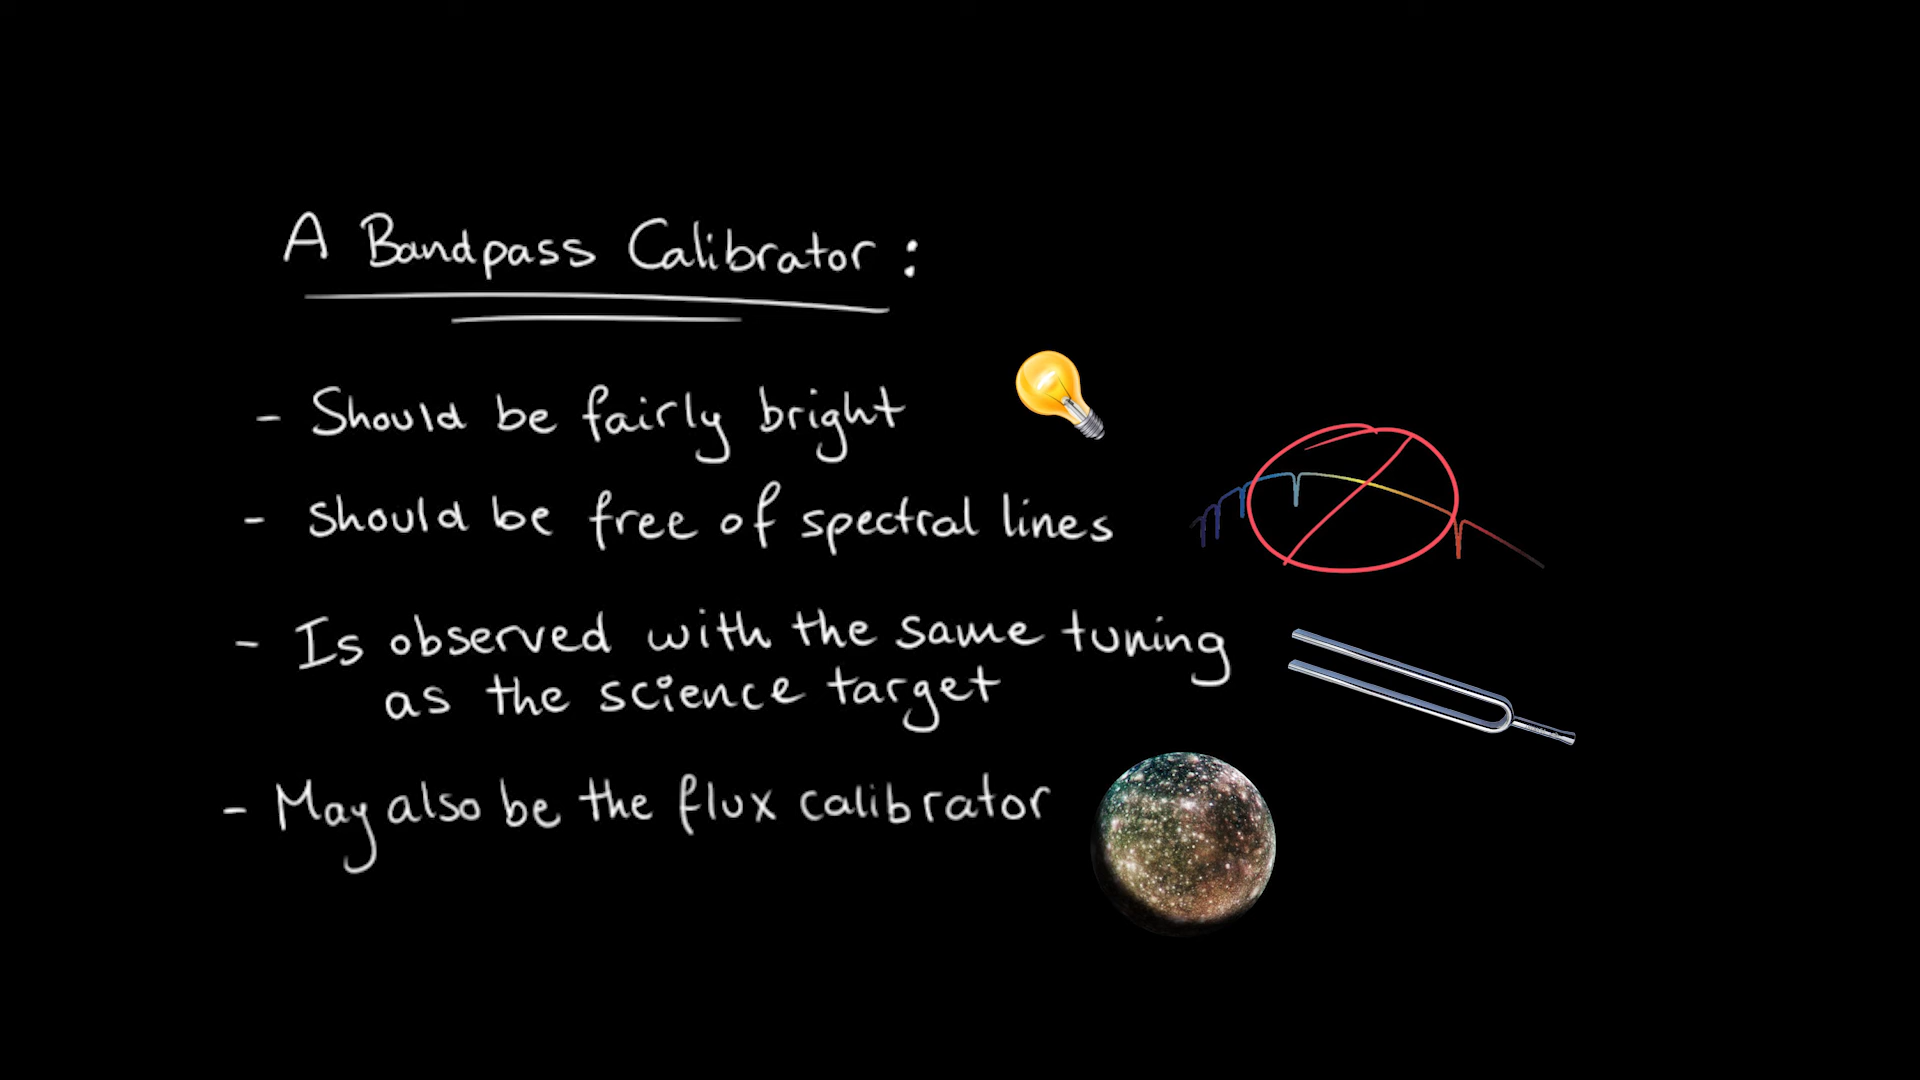 A Bandpass Calibrator:
- Should be fairly bright
- Should be free of spectral lines
- Is observed with the same tuning
as the science target
- May also be the flux calibrator